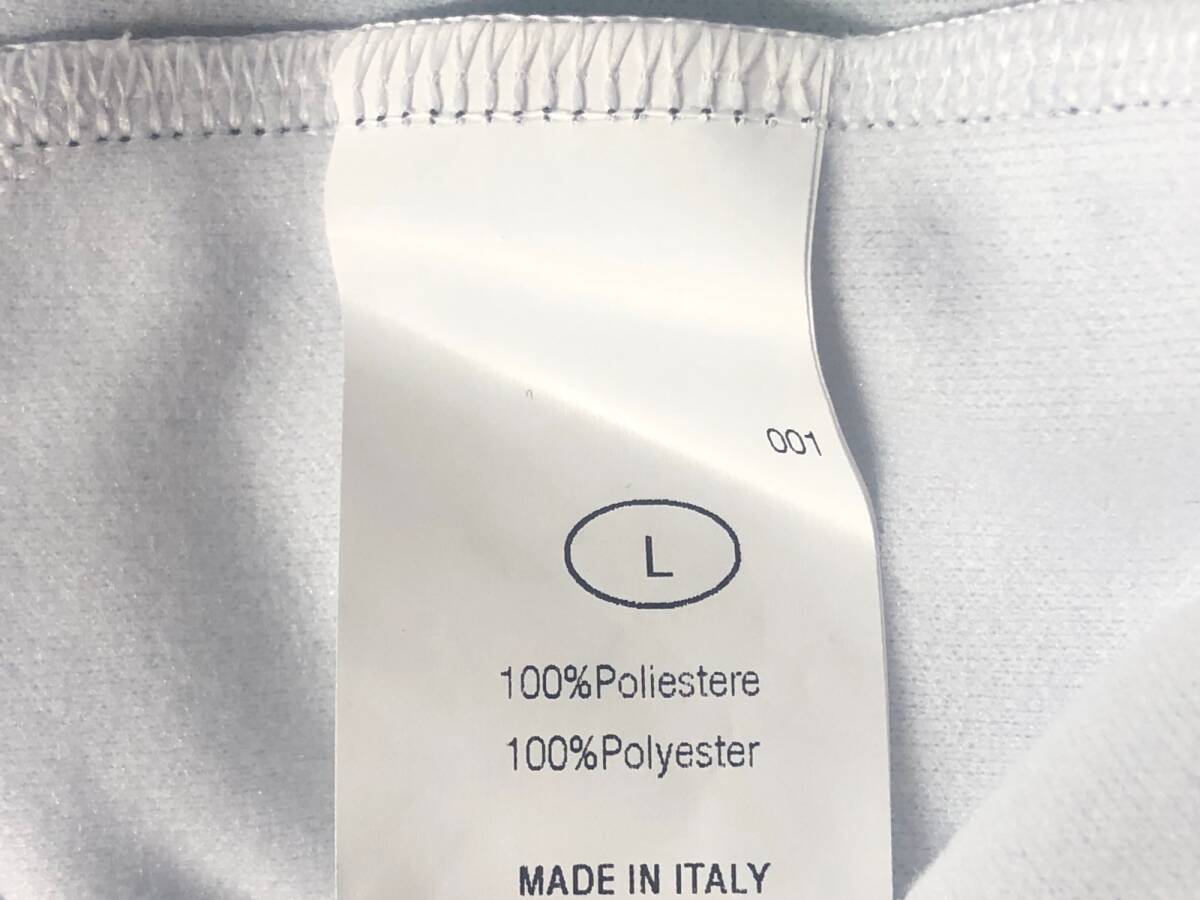 001
L
100%Poliestere
100%Polyester
MADE IN ITALY